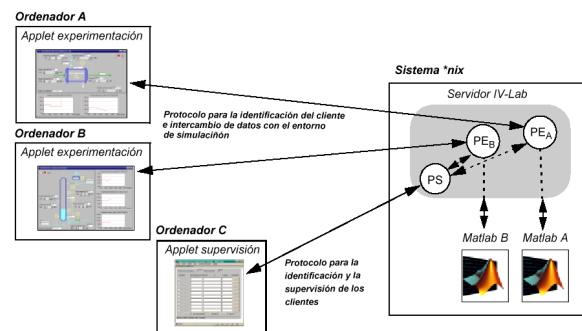 Ordenador A
Applet experimentación
Ordenador B
Applet experimentación
Protocolo para la identificación del cliente
e intercambio de datos con el entorno
de simulaciñón
Ordenador C
Applet supervisión
Protocolo para la
identificación y la
supervisión de los
clientes
Sistema *nix
Servidor IV-Lab
PEA
PEB
PS
Matlab B
Matlab A